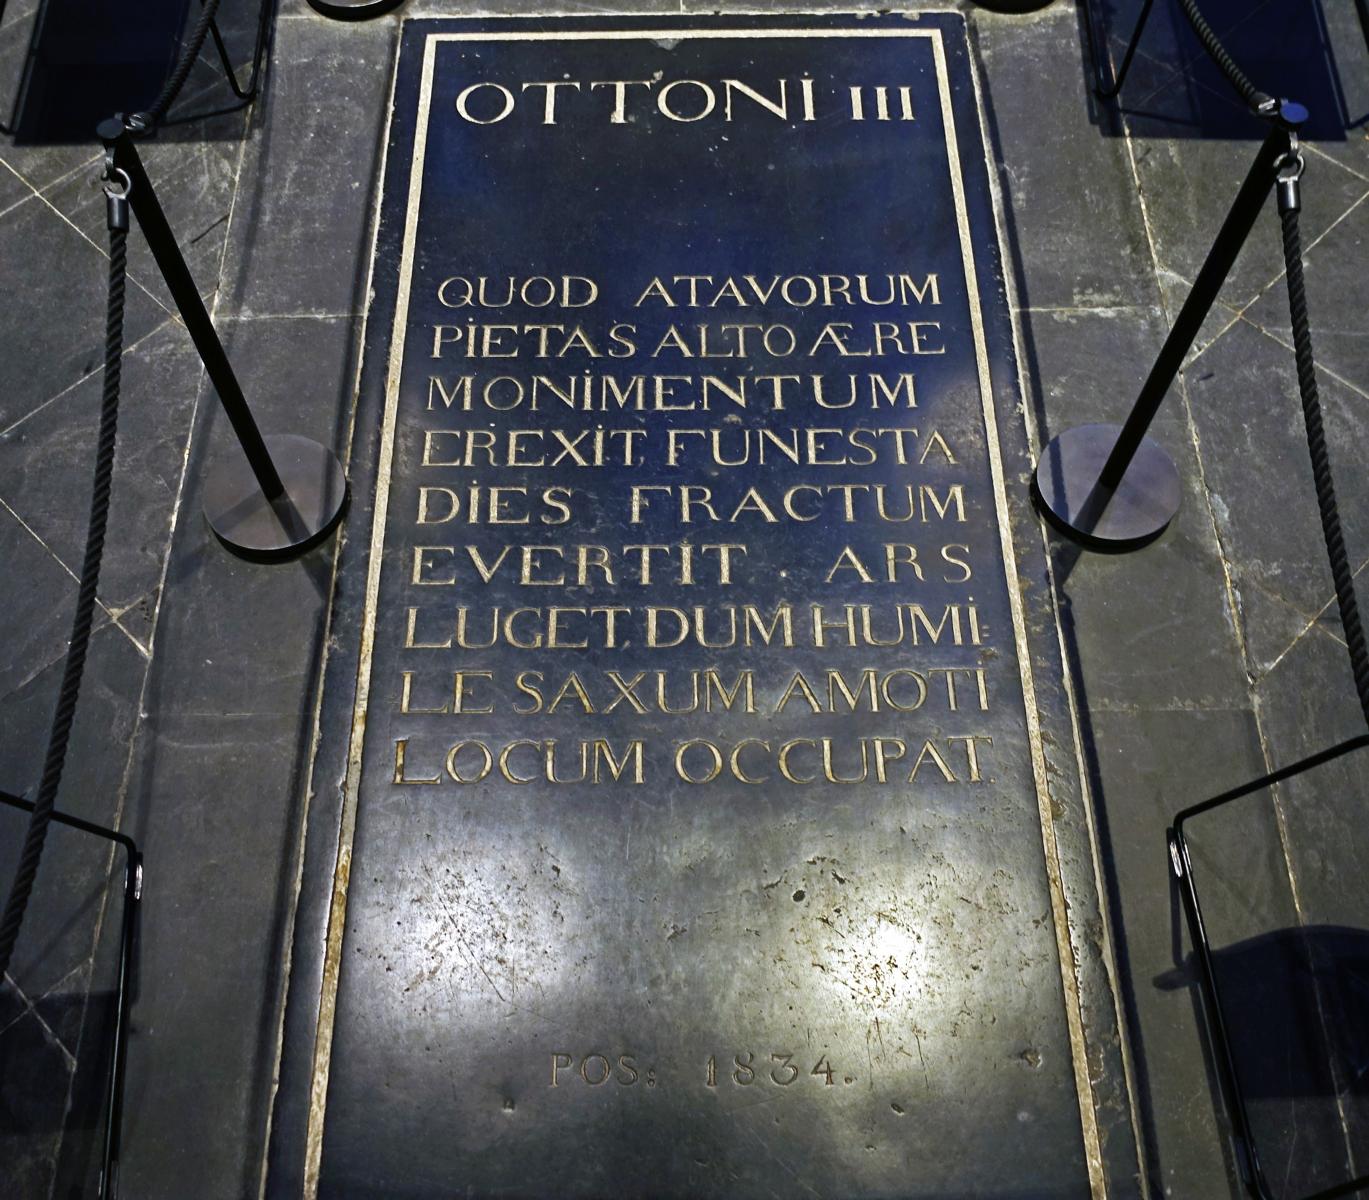 OTTONI III
QUOD ATAVORUM
PIETAS ALTO ÆRE
MONIMENTUM
EREXIT, FUNESTA
DIES FRACTUM
EVERTIT . ARS
LUGET, DUM HUMI=
LE SAXUM AMOTI
LOCUM OCCUPAT.
POS: 1834.